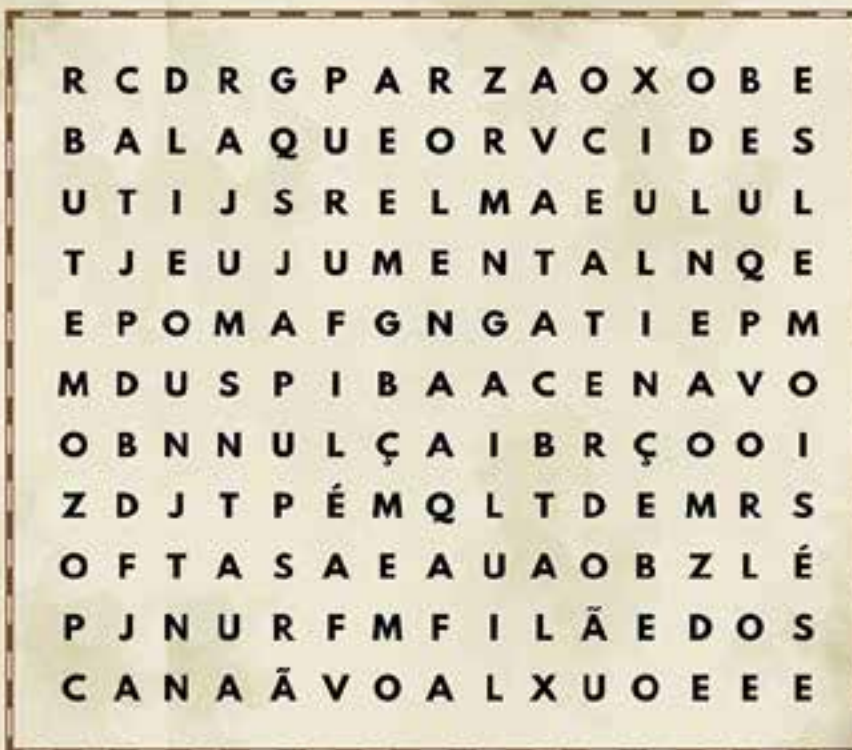 R C D R G P A R Z A O X O B E
B A L A Q U E O R V C I D E S
U T I J S R E L M A E U L U L
T J E U J U M E N T A L N Q E
E P O M A F G N G A T I E P M
M D U S P I B A A C E N A V O
O B N N U L Ç A I B R Ç O O I
Z D J T P É M Q L T D E M R S
O F T A S A E A U A O B Z L É
P J N U R F M F I L Ã E D O S
C A N A Ã V O A L X U O E E E